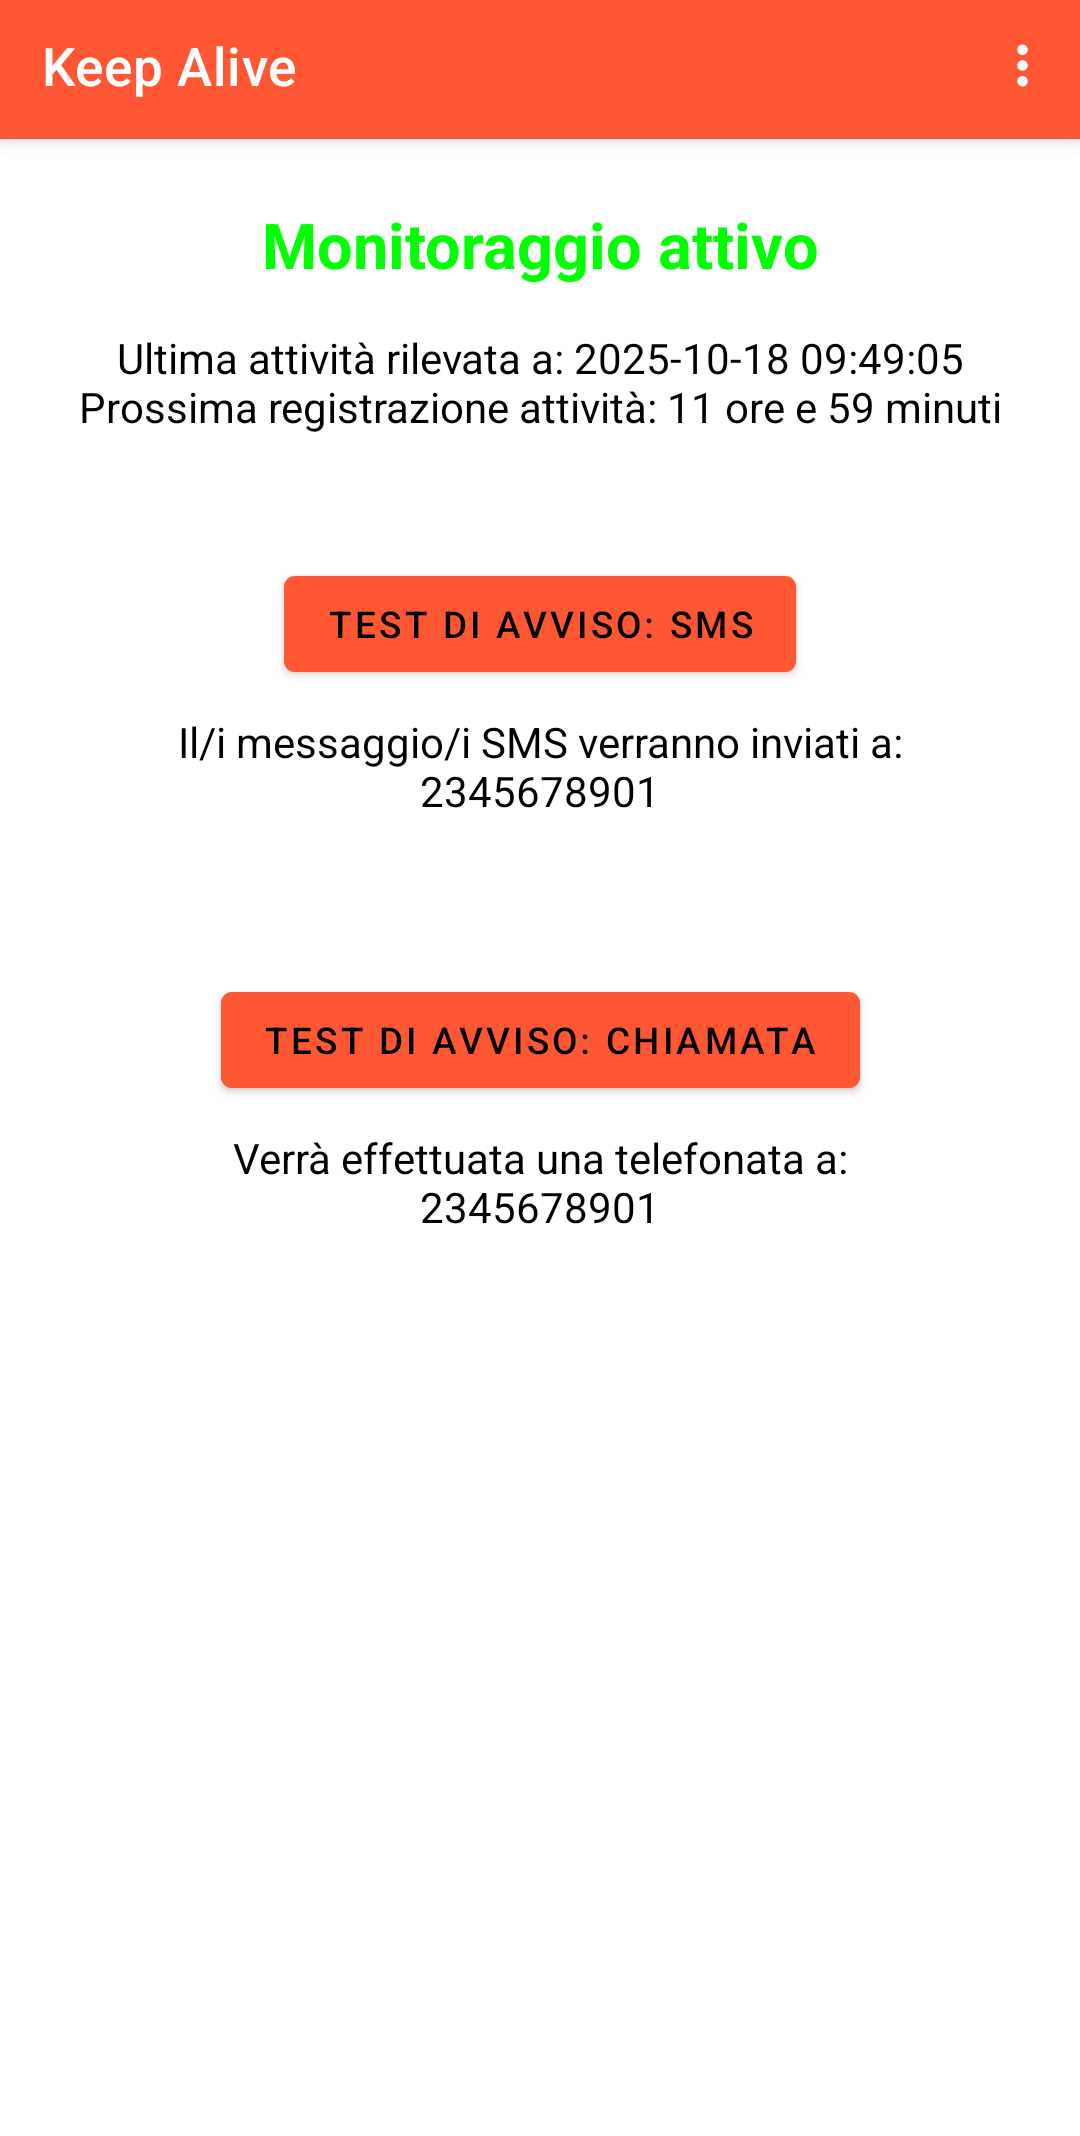 Keep Alive
Monitoraggio attivo
Ultima attività rilevata a: 2025-10-18 09:49:05
Prossima registrazione attività: 11 ore e 59 minuti
TEST DI AVVISO: SMS
Il/i messaggio/i SMS verranno inviati a:
2345678901
TEST DI AVVISO: CHIAMATA
Verrà effettuata una telefonata a:
2345678901